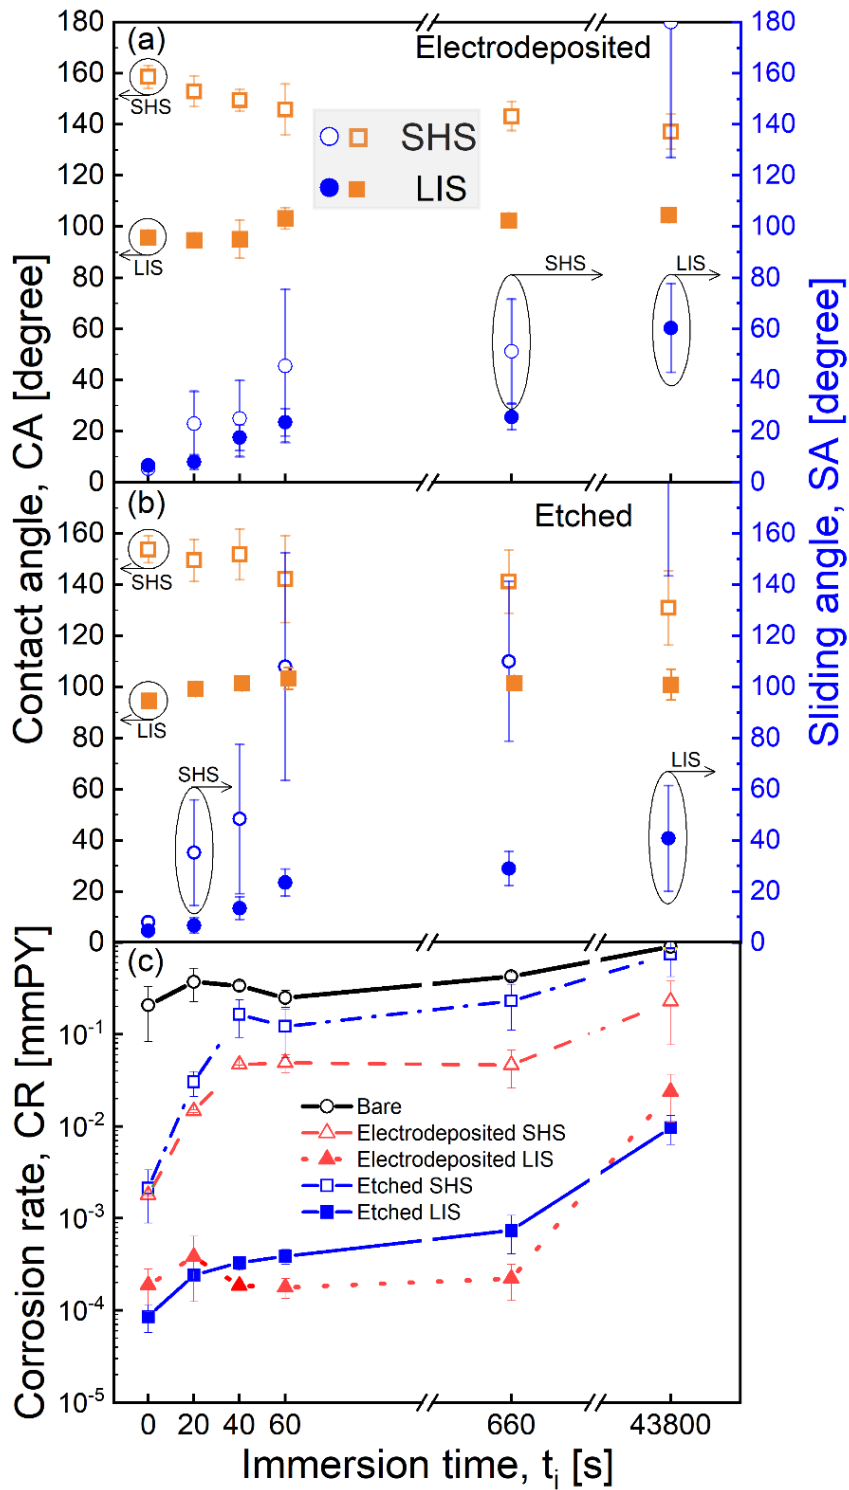 (a)
Electrodeposited
SHS
LIS
SHS
LIS
SHS
LIS
180
160
140
120
100
80
60
40
20
0
180
160
140
120
100
80
60
40
20
0
(b)
Etched
SHS
LIS
SHS
LIS
160
140
120
100
80
60
40
20
0
160
140
120
100
80
60
40
20
0
Contact angle, CA [degree]
Sliding angle, SA [degree]
(c)
Bare
Electrodeposited SHS
Electrodeposited LIS
Etched SHS
Etched LIS
10⁻¹
10⁻²
10⁻³
10⁻⁴
10⁻⁵
Corrosion rate, CR [mmPY]
0 20 40 60 660 43800
Immersion time, tᵢ [s]